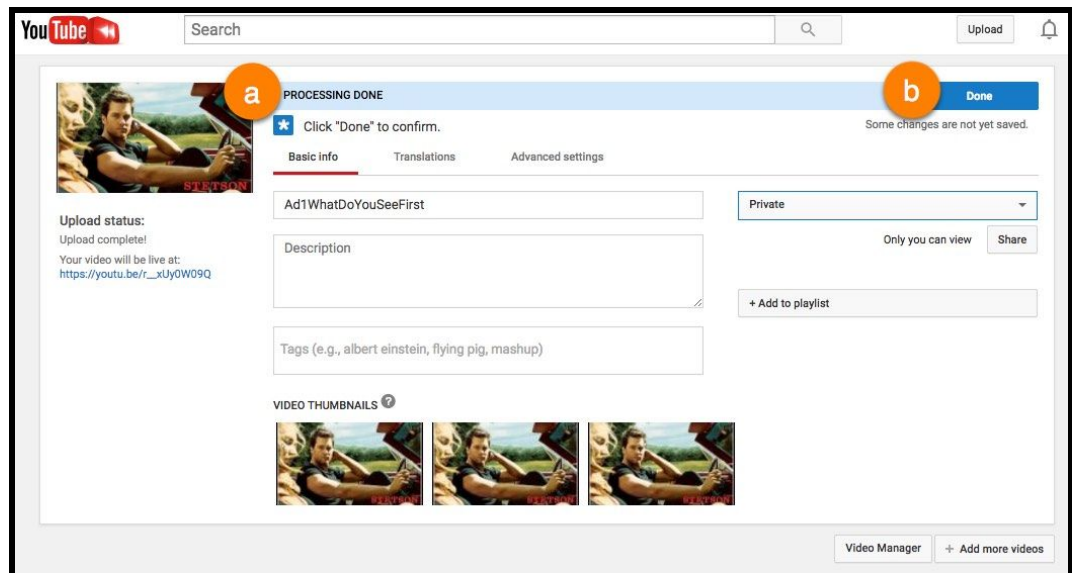 You Tube
Search
Upload
a
PROCESSING DONE
b
Done
Click "Done" to confirm.
Some changes are not yet saved.
Basic info
Translations
Advanced settings
STETSON
Upload status:
Upload complete!
Your video will be live at:
https://youtu.be/r__xUy0W09Q
Ad1WhatDoYouSeeFirst
Private
Description
Only you can view
Share
+ Add to playlist
Tags (e.g., albert einstein, flying pig, mashup)
VIDEO THUMBNAILS ?
STETSON
STETSON
STETSON
Video Manager
+ Add more videos